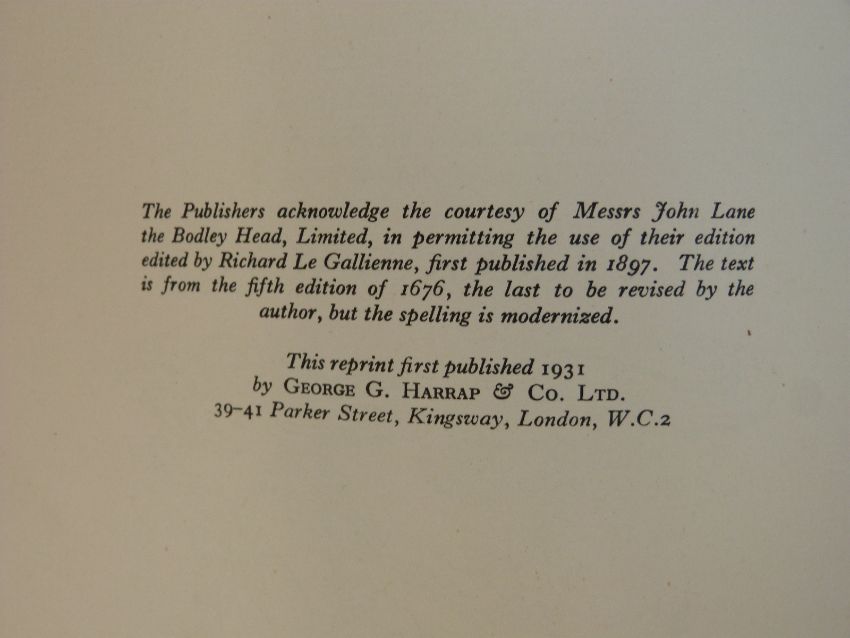 The Publishers acknowledge the courtesy of Messrs John Lane
the Bodley Head, Limited, in permitting the use of their edition
edited by Richard Le Gallienne, first published in 1897. The text
is from the fifth edition of 1676, the last to be revised by the
author, but the spelling is modernized.
This reprint first published 1931
by GEORGE G. HARRAP & CO. LTD.
39-41 Parker Street, Kingsway, London, W.C.2